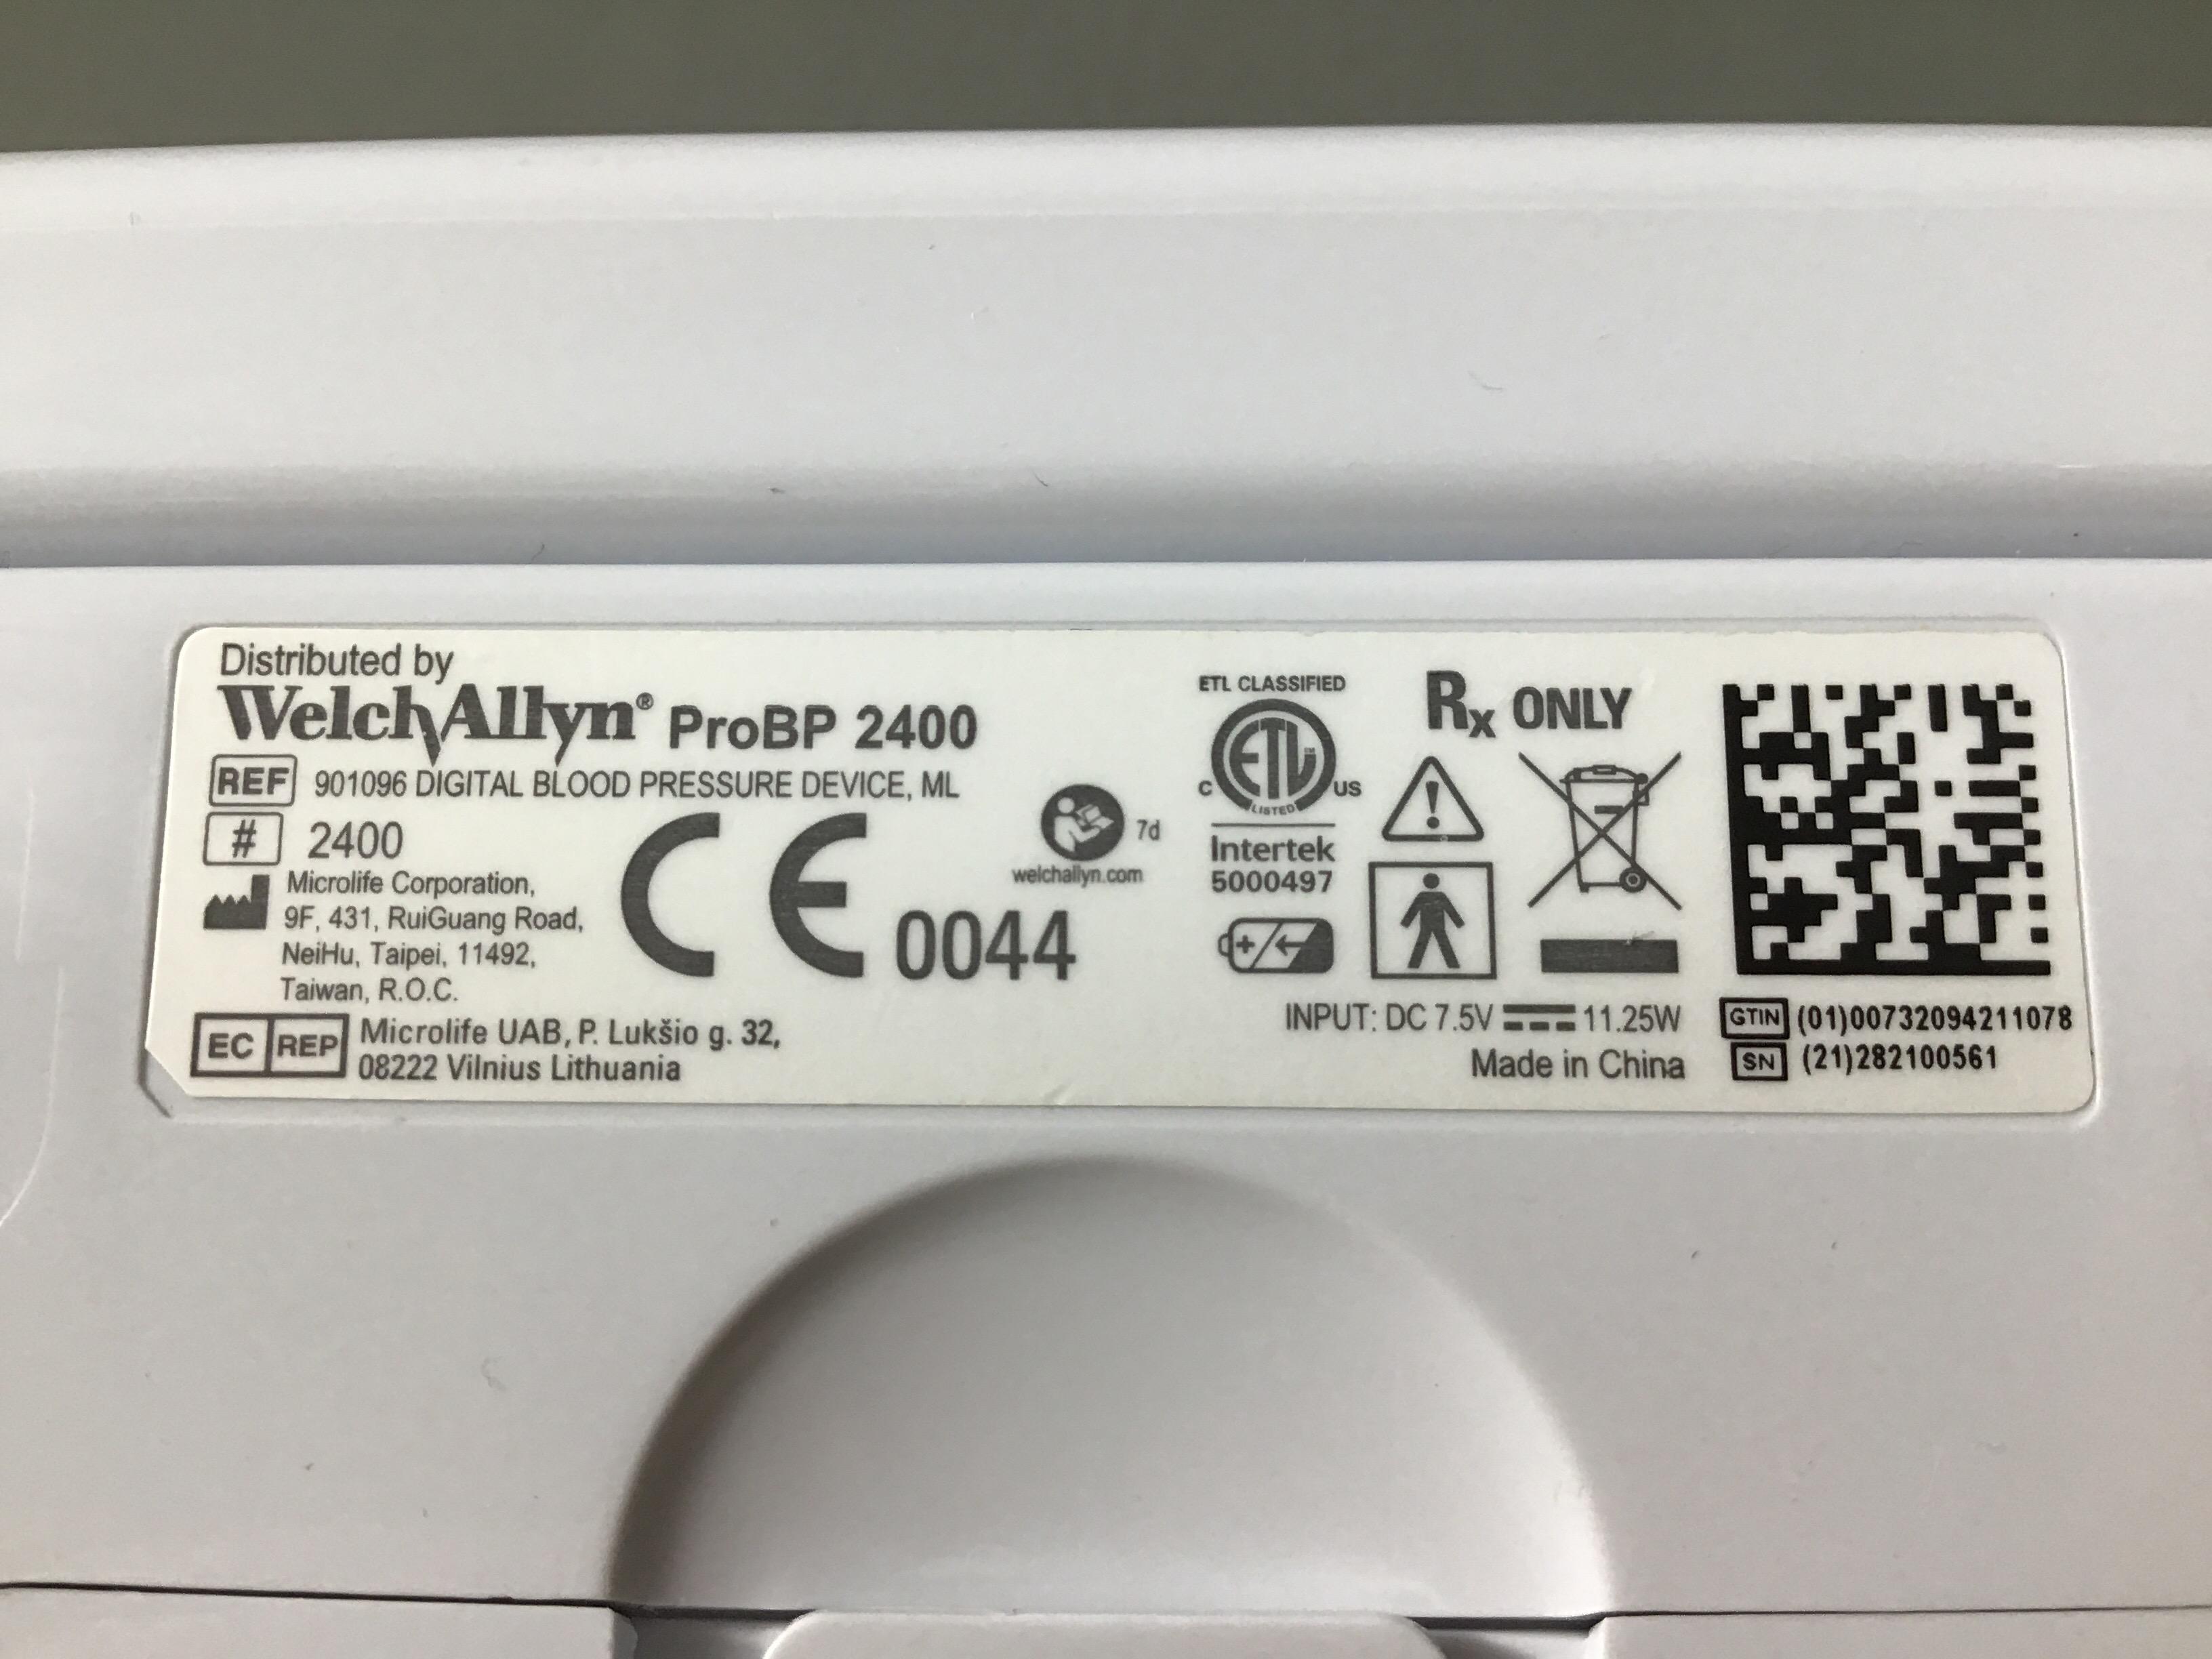 Distributed by
WelchAllyn® ProBP 2400
REF 901096 DIGITAL BLOOD PRESSURE DEVICE, ML
# 2400
Microlife Corporation,
9F, 431, RuiGuang Road,
NeiHu, Taipei, 11492,
Taiwan, R.O.C.
EC REP Microlife UAB, P. Lukšio g. 32,
08222 Vilnius Lithuania
CE 0044
7d
welchallyn.com
ETL CLASSIFIED
ETL™
C LISTED US
Intertek
5000497
Rx ONLY
INPUT: DC 7.5V 11.25W
Made in China
GTIN (01)00732094211078
SN (21)282100561